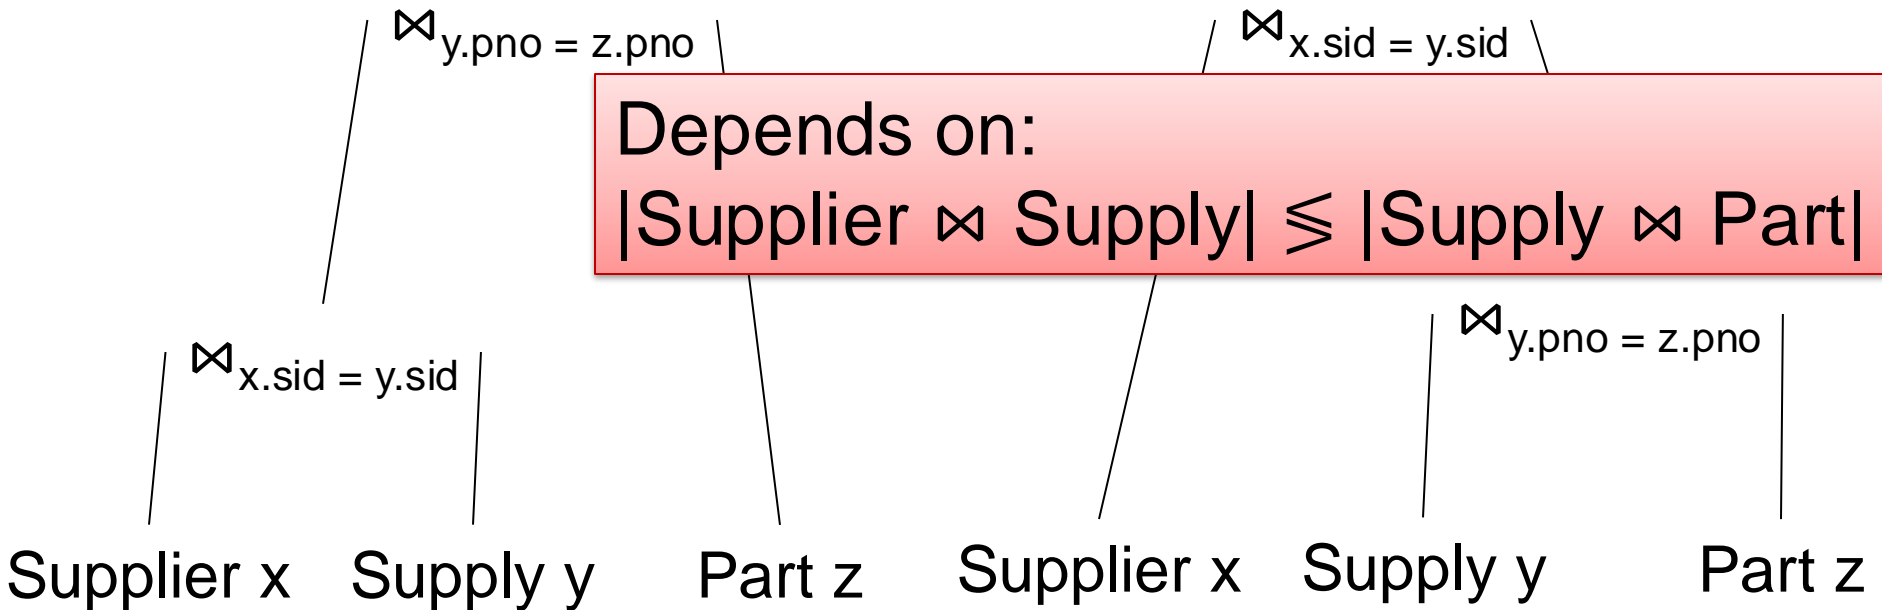 ⋈y.pno = z.pno
⋈x.sid = y.sid
Depends on:
|Supplier ⋈ Supply| ≶ |Supply ⋈ Part|
⋈x.sid = y.sid
⋈y.pno = z.pno
Supplier x
Supply y
Part z
Supplier x
Supply y
Part z